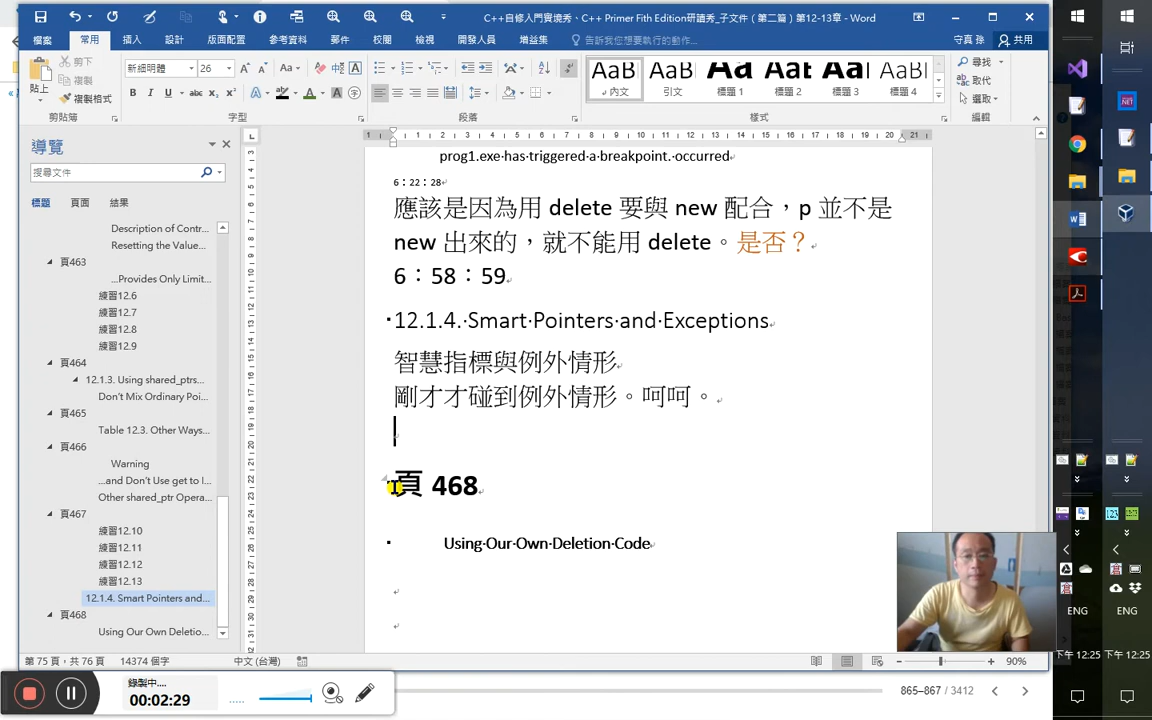 C++自修入門實境秀、C++ Primer Fith Edition研讀秀_子文件（第二篇）第12-13章 - Word
檔案 常用 插入 設計 版面配置 參考資料 郵件 校閱 檢視 開發人員 增益集 告訴我您想要執行的動作... 守真 孫 共用
剪下
複製
貼上 複製格式
新細明體 26
剪貼簿 字型 段落 樣式 編輯
AaB AaBb Aa Aat Aal AaBl
內文 引文 標題 1 標題 2 標題 3 標題 4
尋找
取代
選取
導覽
搜尋文件
標題 頁面 結果
Description of Contr...
Resetting the Value...
頁463
...Provides Only Limit...
練習12.6
練習12.7
練習12.8
練習12.9
頁464
12.1.3. Using shared_ptrs...
Don't Mix Ordinary Poi...
頁465
Table 12.3. Other Ways...
頁466
Warning
...and Don't Use get to I...
Other shared_ptr Opera...
頁467
練習12.10
練習12.11
練習12.12
練習12.13
12.1.4. Smart Pointers and...
頁468
Using Our Own Deletio...
prog1.exe has triggered a breakpoint. occurred
6：22：28
應該是因為用 delete 要與 new 配合，p 並不是
new 出來的，就不能用 delete。是否？
6：58：59
12.1.4. Smart Pointers and Exceptions
智慧指標與例外情形
剛才才碰到例外情形。呵呵。
頁 468
Using Our Own Deletion Code
第 75 頁，共 76 頁 14374 個字 中文 (台灣) 90%
錄製中....
00:02:29
865–867 / 3412
ENG ENG
下午 12:25 下午 12:25